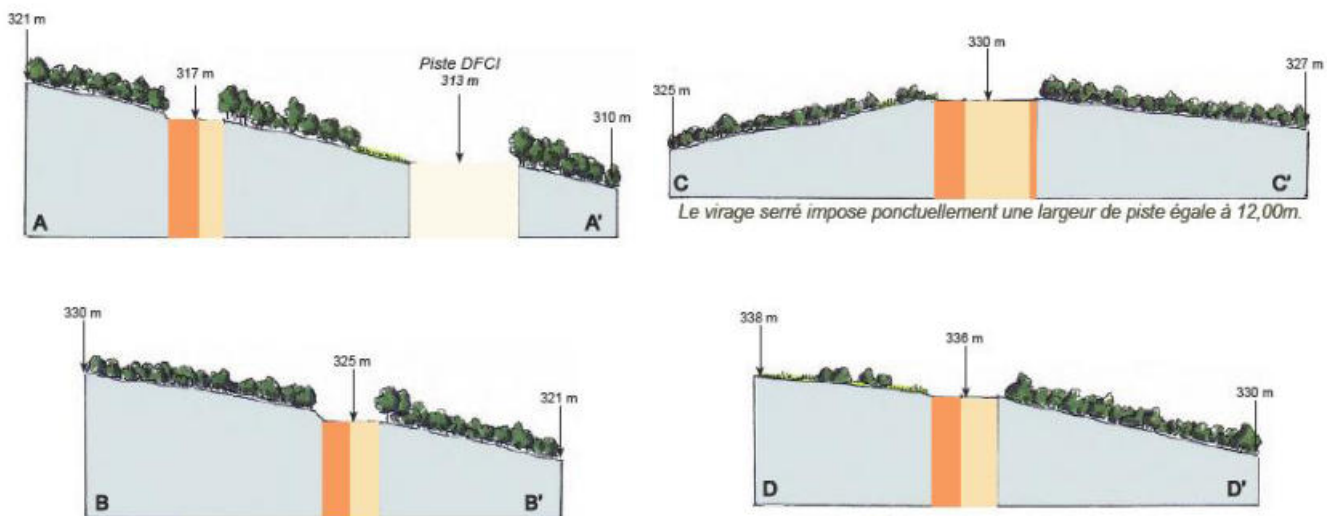 321 m
317 m
Piste DFCI
313 m
310 m
A
A'
330 m
325 m
327 m
C
C'
Le virage serré impose ponctuellement une largeur de piste égale à 12,00m.
330 m
325 m
321 m
B
B'
338 m
336 m
330 m
D
D'